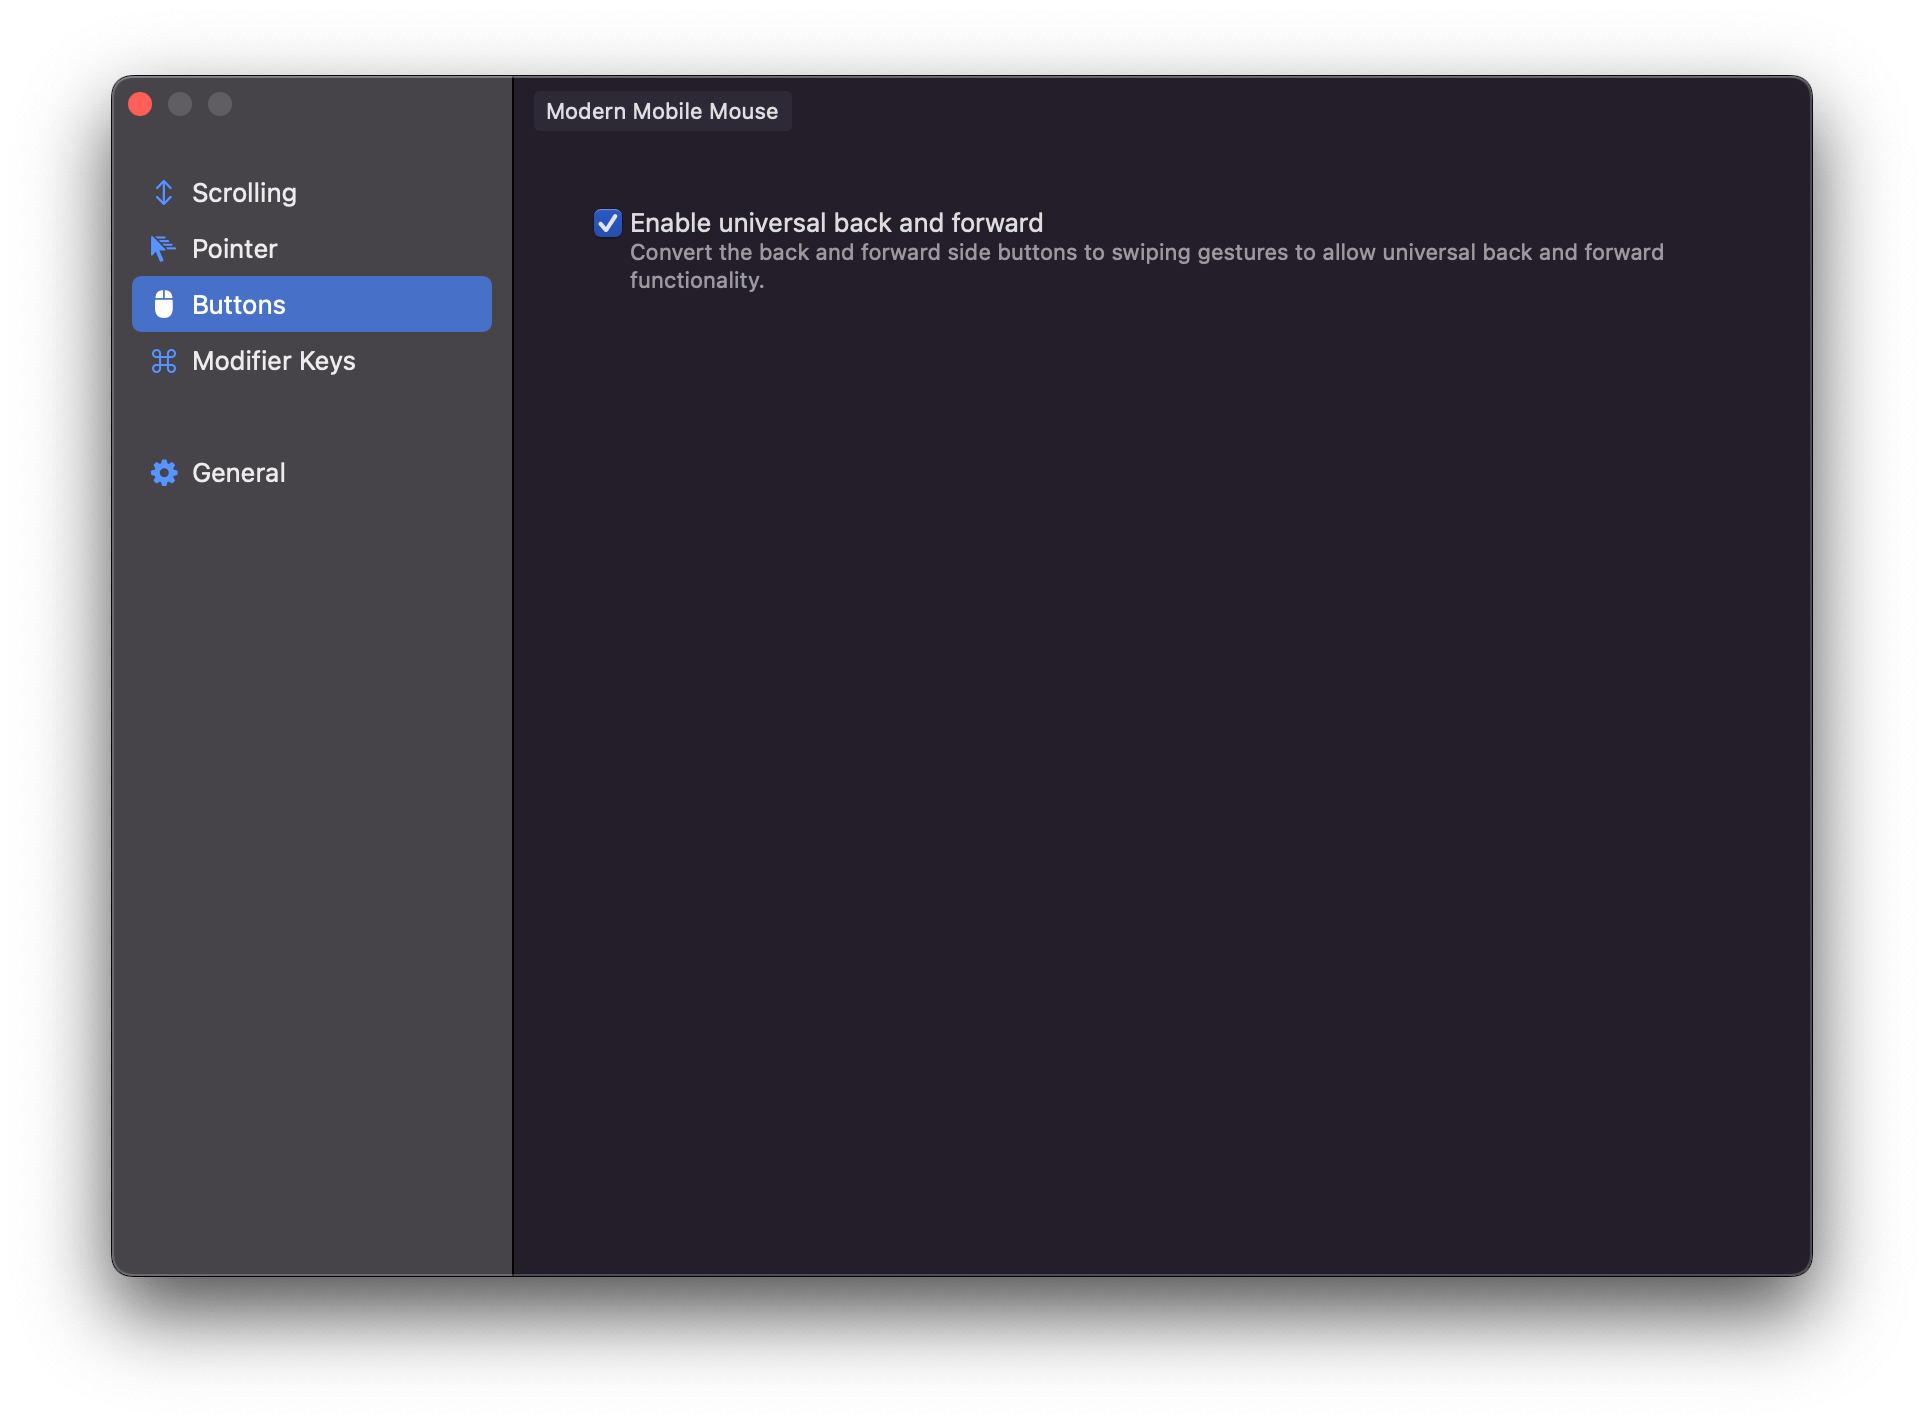 Modern Mobile Mouse
Scrolling
Pointer
Buttons
Modifier Keys
General
Enable universal back and forward
Convert the back and forward side buttons to swiping gestures to allow universal back and forward
functionality.